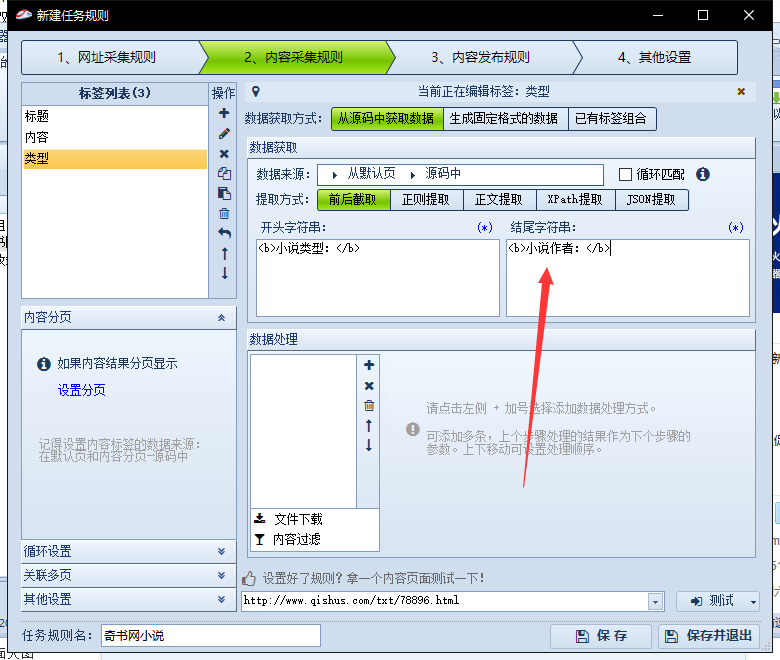 新建任务规则
1、网址采集规则
2、内容采集规则
3、内容发布规则
4、其他设置
标签列表(3)
操作
标题
内容
类型
当前正在编辑标签: 类型
数据获取方式:
从源码中获取数据
生成固定格式的数据
已有标签组合
数据获取
数据来源:
从默认页
源码中
循环匹配
提取方式:
前后截取
正则提取
正文提取
XPath提取
JSON提取
开头字符串:
(*)
结尾字符串:
(*)
<b>小说类型: </b>
<b>小说作者: </b>
内容分页
如果内容结果分页显示
设置分页
记得设置内容标签的数据来源:
在默认页和内容分页-源码中
数据处理
请点击左侧 + 加号选择添加数据处理方式。
可添加多条，上个步骤处理的结果作为下个步骤的
参数。上下移动可设置处理顺序。
文件下载
内容过滤
循环设置
关联多页
其他设置
设置好了规则? 拿一个内容页面测试一下!
http://www.qishus.com/txt/78896.html
测试
任务规则名:
奇书网小说
保 存
保存并退出